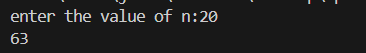 enter the value of n:20
63